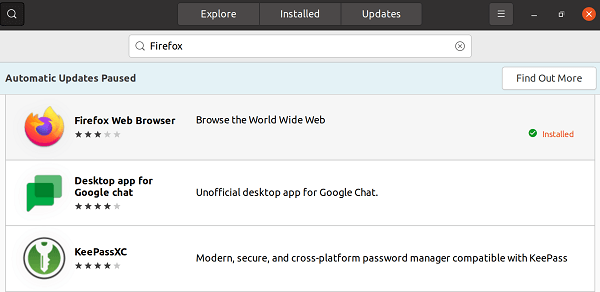 Explore Installed Updates
Firefox
Automatic Updates Paused Find Out More
Firefox Web Browser Browse the World Wide Web
Installed
Desktop app for
Google chat
Unofficial desktop app for Google Chat.
KeePassXC
Modern, secure, and cross-platform password manager compatible with KeePass